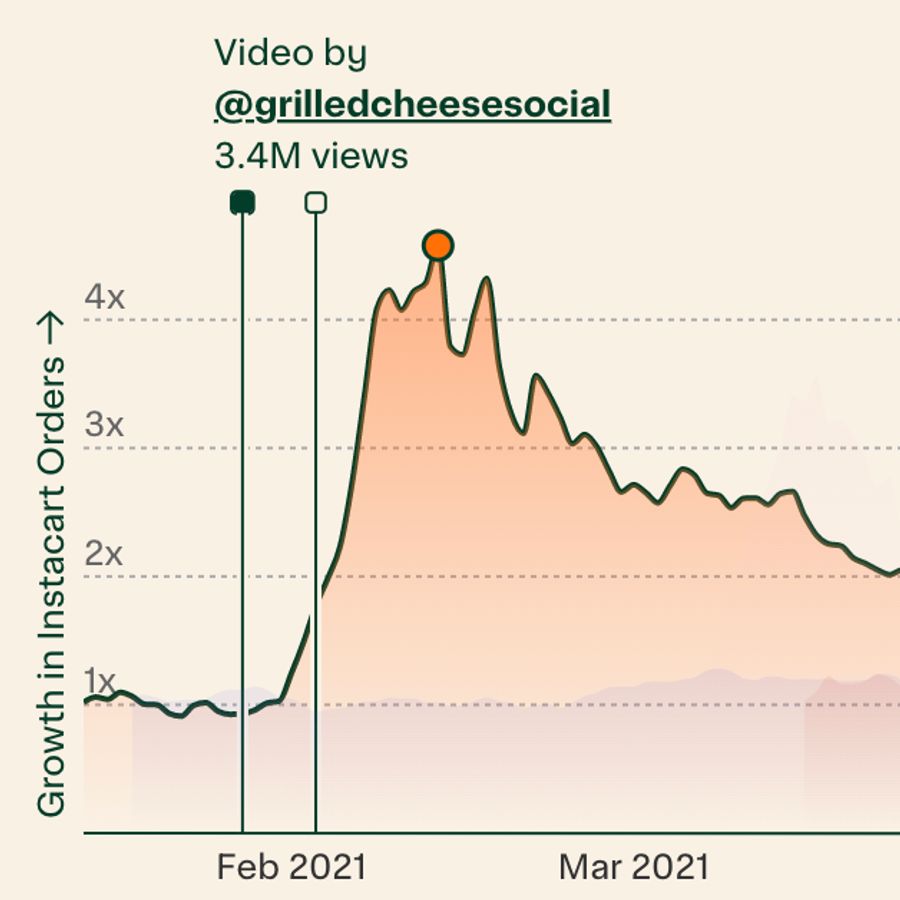 Video by
@grilledcheesesocial
3.4M views
4x
3x
2x
1x
Growth in Instacart Orders →
Feb 2021
Mar 2021